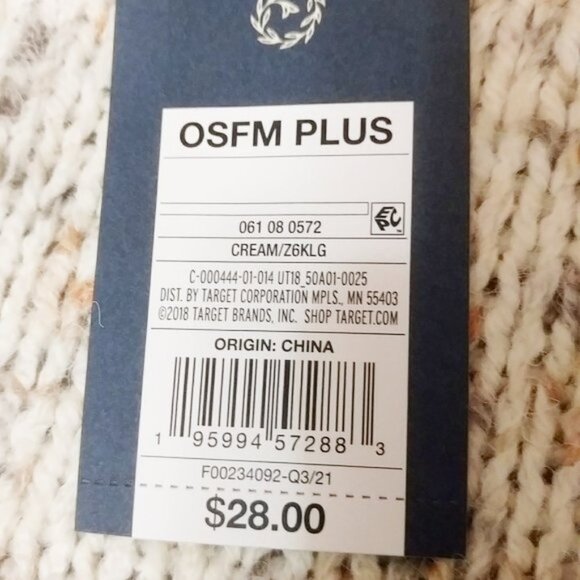 OSFM PLUS
EPC
061 08 0572
CREAM/Z6KLG
C-000444-01-014 UT18_50A01-0025
DIST. BY TARGET CORPORATION MPLS., MN 55403
©2018 TARGET BRANDS, INC. SHOP TARGET.COM
ORIGIN: CHINA
1 95994 57288 3
F00234092-Q3/21
$28.00